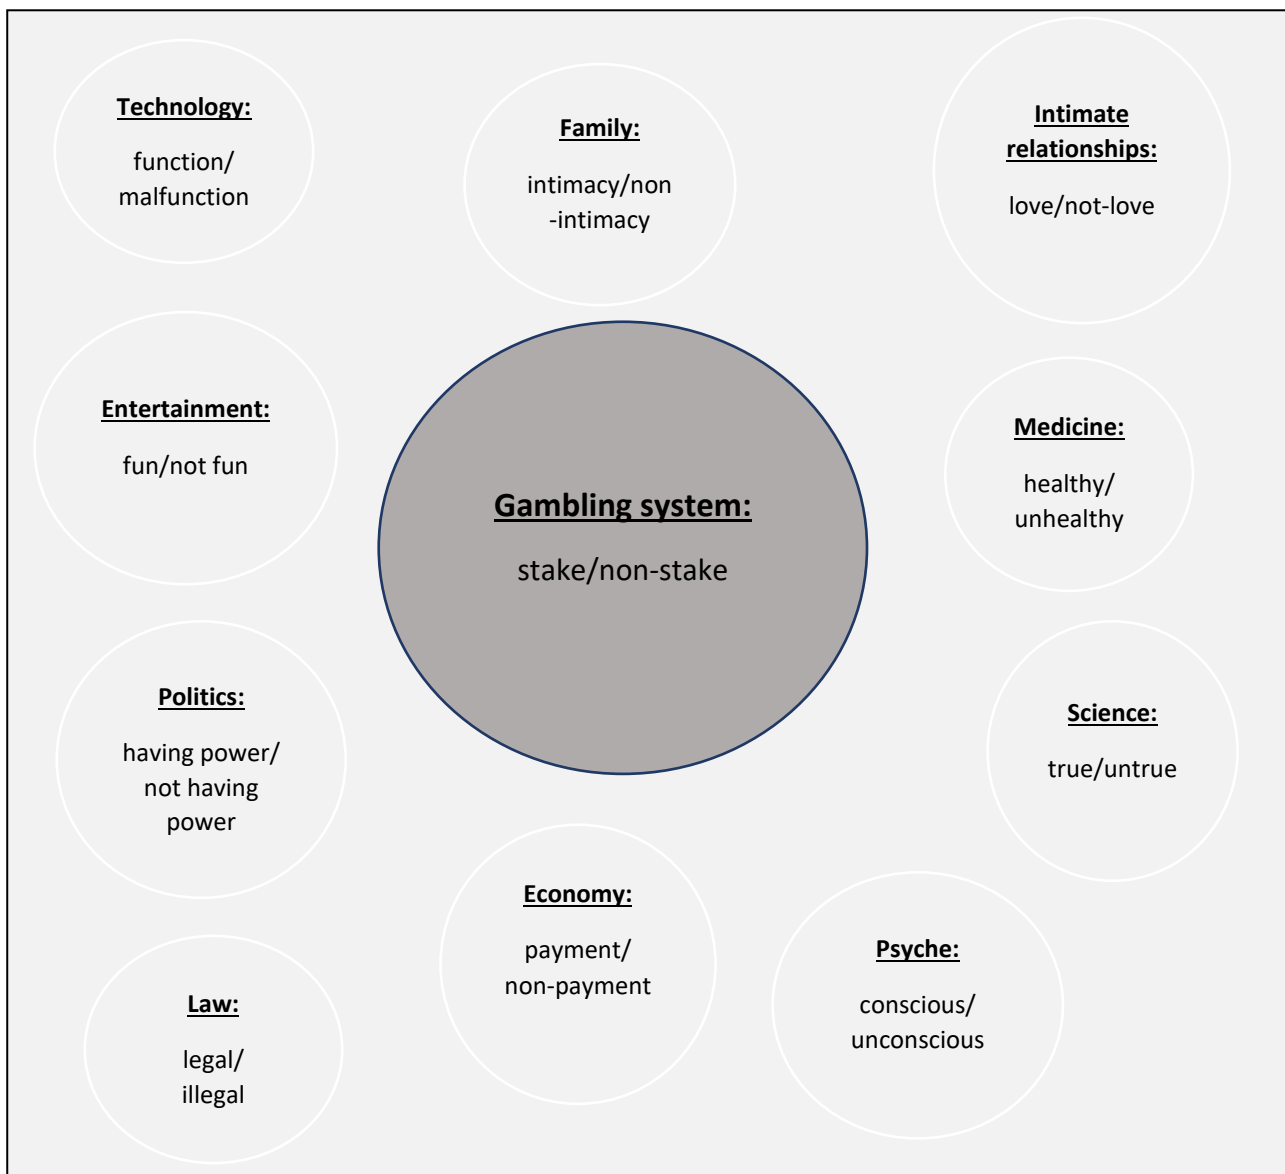 Technology:
function/
malfunction
Family:
intimacy/non
-intimacy
Intimate
relationships:
love/not-love
Entertainment:
fun/not fun
Gambling system:
stake/non-stake
Medicine:
healthy/
unhealthy
Politics:
having power/
not having
power
Science:
true/untrue
Economy:
payment/
non-payment
Psyche:
conscious/
unconscious
Law:
legal/
illegal